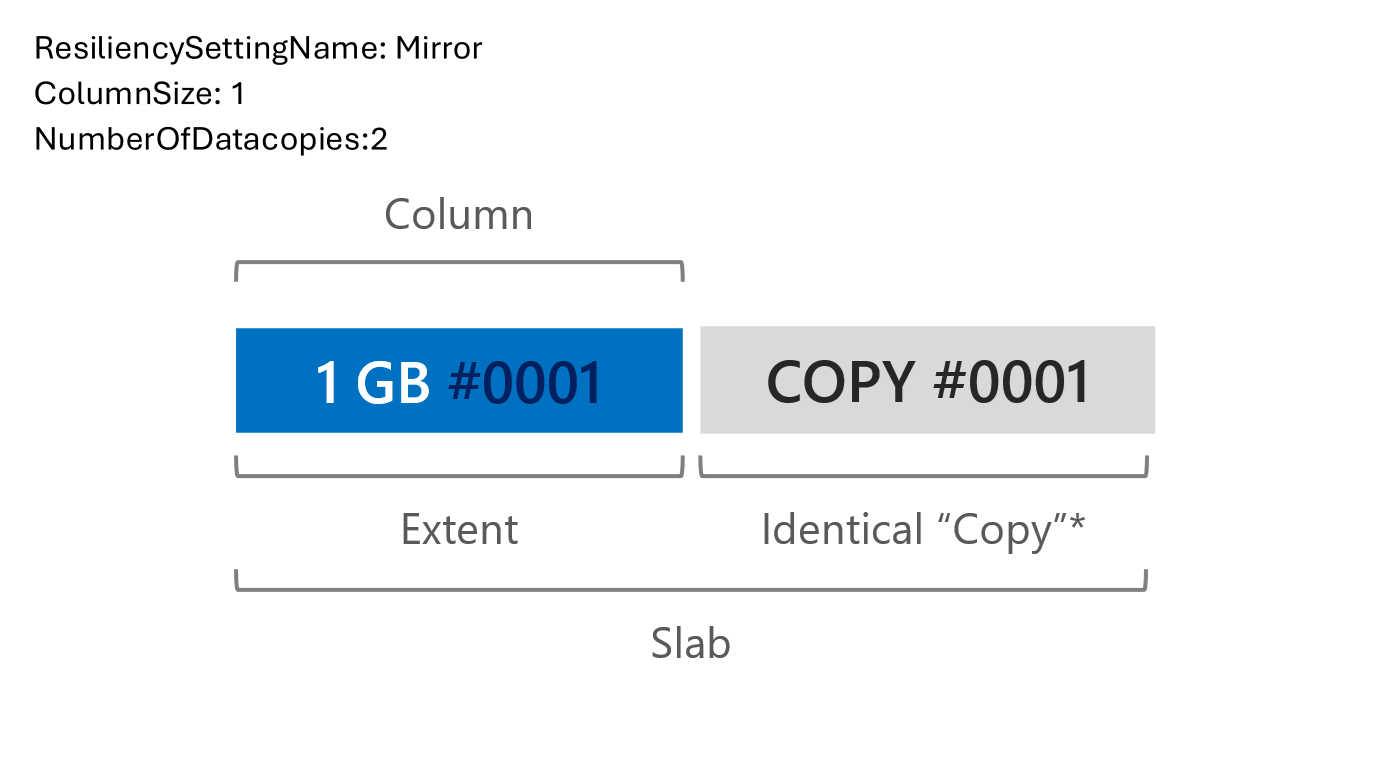 ResiliencySettingName: Mirror
ColumnSize: 1
NumberOfDatacopies:2
Column
1 GB #0001
COPY #0001
Extent
Identical “Copy”*
Slab